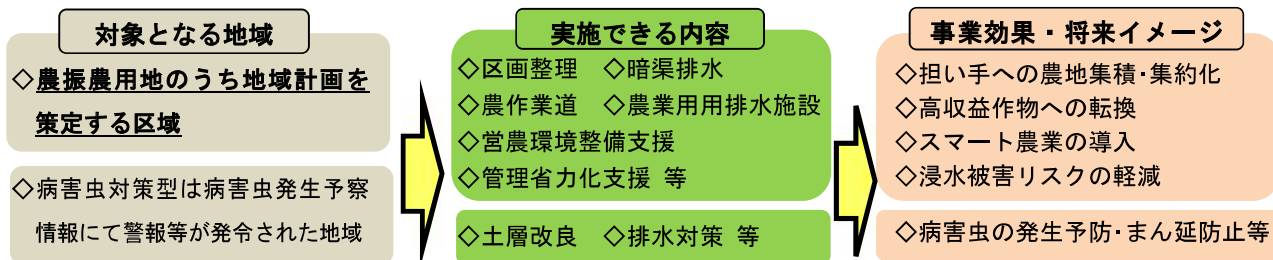 対象となる地域
◇農振農用地のうち地域計画を
策定する区域
◇病害虫対策型は病害虫発生予察
情報にて警報等が発令された地域
実施できる内容
◇区画整理 ◇暗渠排水
◇農作業道 ◇農業用用排水施設
◇営農環境整備支援
◇管理省力化支援 等
◇土層改良 ◇排水対策 等
事業効果・将来イメージ
◇担い手への農地集積・集約化
◇高収益作物への転換
◇スマート農業の導入
◇浸水被害リスクの軽減
◇病害虫の発生予防・まん延防止等